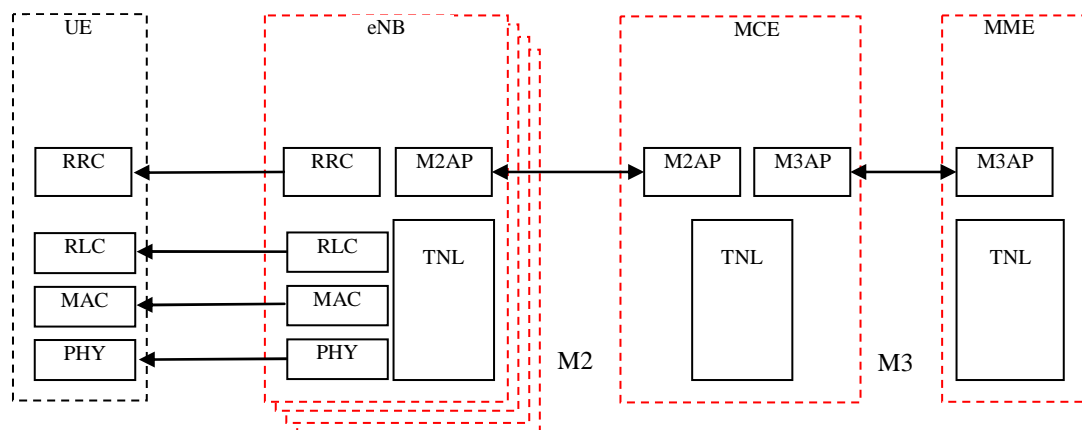 UE
eNB
MCE
MME
RRC
RRC
M2AP
M2AP
M3AP
M3AP
RLC
RLC
TNL
TNL
TNL
MAC
MAC
PHY
PHY
M2
M3